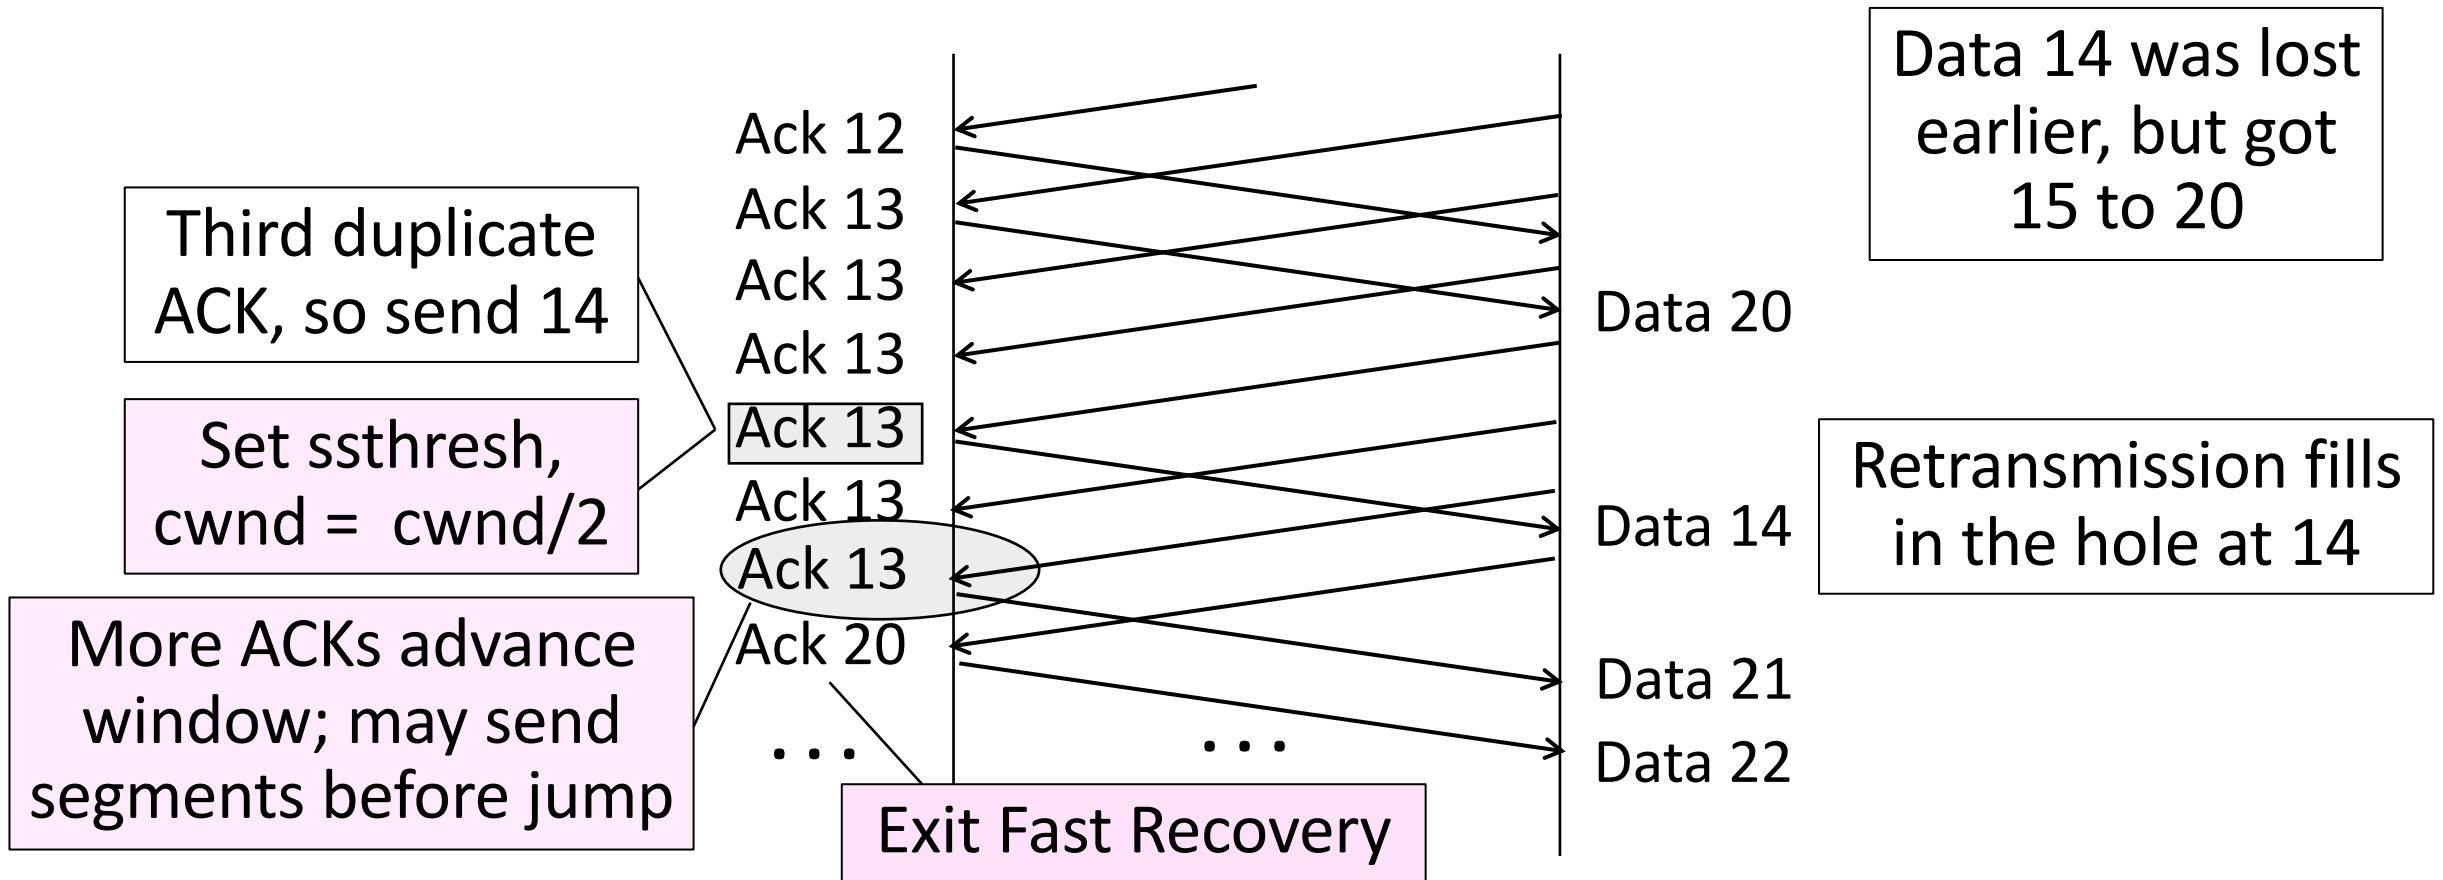 Data 14 was lost
earlier, but got
15 to 20
Ack 12
Ack 13
Ack 13
Ack 13
Ack 13
Ack 13
Ack 13
Ack 20
. . .
Third duplicate
ACK, so send 14
Set ssthresh,
cwnd = cwnd/2
More ACKs advance
window; may send
segments before jump
Data 20
Data 14
Data 21
Data 22
. . .
Retransmission fills
in the hole at 14
Exit Fast Recovery